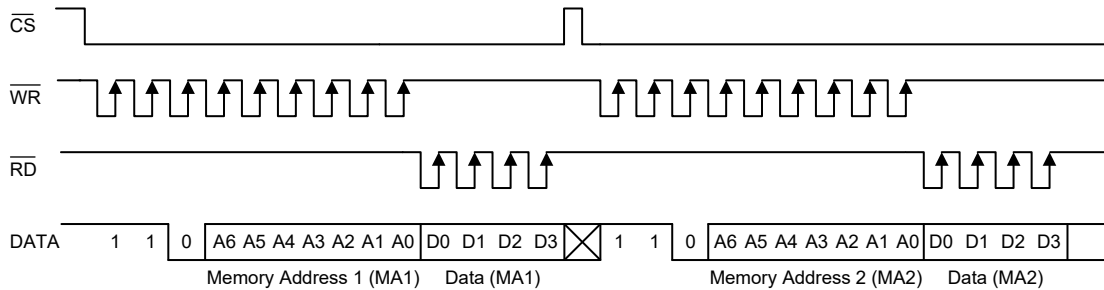 CS
WR
RD
DATA 1 1 0 A6 A5 A4 A3 A2 A1 A0 D0 D1 D2 D3 1 1 0 A6 A5 A4 A3 A2 A1 A0 D0 D1 D2 D3
Memory Address 1 (MA1) Data (MA1) Memory Address 2 (MA2) Data (MA2)